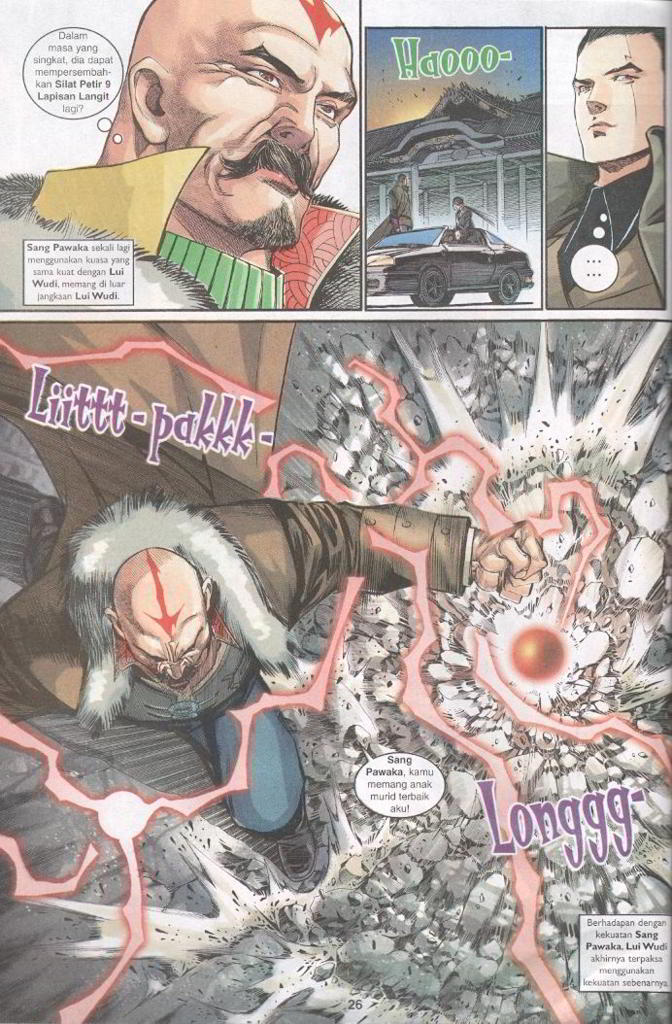 Dalam
masa yang
singkat, dia dapat
mempersembah-
kan Silat Petir 9
Lapisan Langit
lagi?
Sang Pawaka sekali lagi
menggunakan kuasa yang
sama kuat dengan Lui
Wudi, memang di luar
jangkaan Lui Wudi.
Haooo-
...
...
Liittt - pakkk -
Sang
Pawaka, kamu
memang anak
murid terbaik
aku!
Longgg-
Berhadapan dengan
kekuatan Sang
Pawaka, Lui Wudi
akhirnya terpaksa
menggunakan
kekuatan sebenarnya.
26